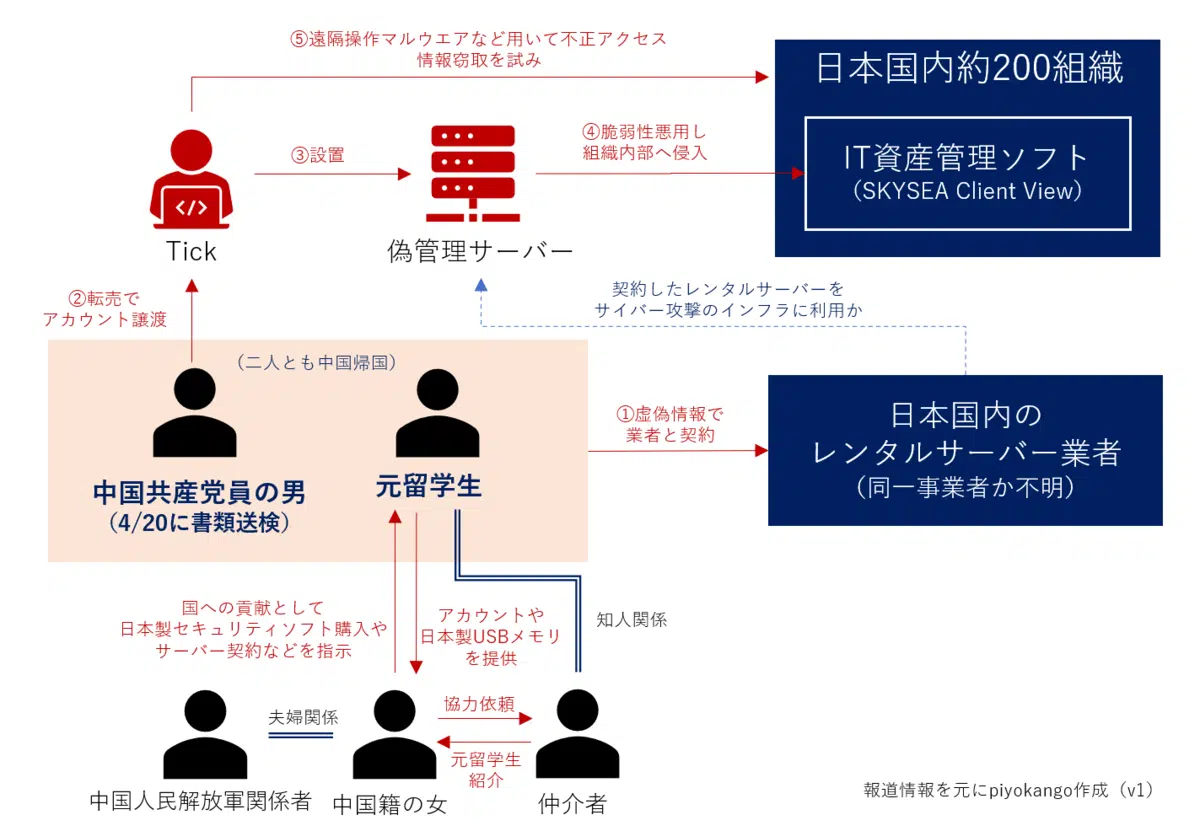 ⑤遠隔操作マルウエアなど用いて不正アクセス
情報窃取を試み
日本国内約200組織
IT資産管理ソフト
（SKYSEA Client View）
③設置
④脆弱性悪用し
組織内部へ侵入
Tick
偽管理サーバー
②転売で
アカウント譲渡
契約したレンタルサーバーを
サイバー攻撃のインフラに利用か
（二人とも中国帰国）
中国共産党員の男
（4/20に書類送検）
元留学生
①虚偽情報で
業者と契約
日本国内の
レンタルサーバー業者
（同一事業者か不明）
国への貢献として
日本製セキュリティソフト購入や
サーバー契約などを指示
アカウントや
日本製USBメモリ
を提供
知人関係
夫婦関係
協力依頼
元留学生
紹介
中国人民解放軍関係者
中国籍の女
仲介者
報道情報を元にpiyokango作成（v1）